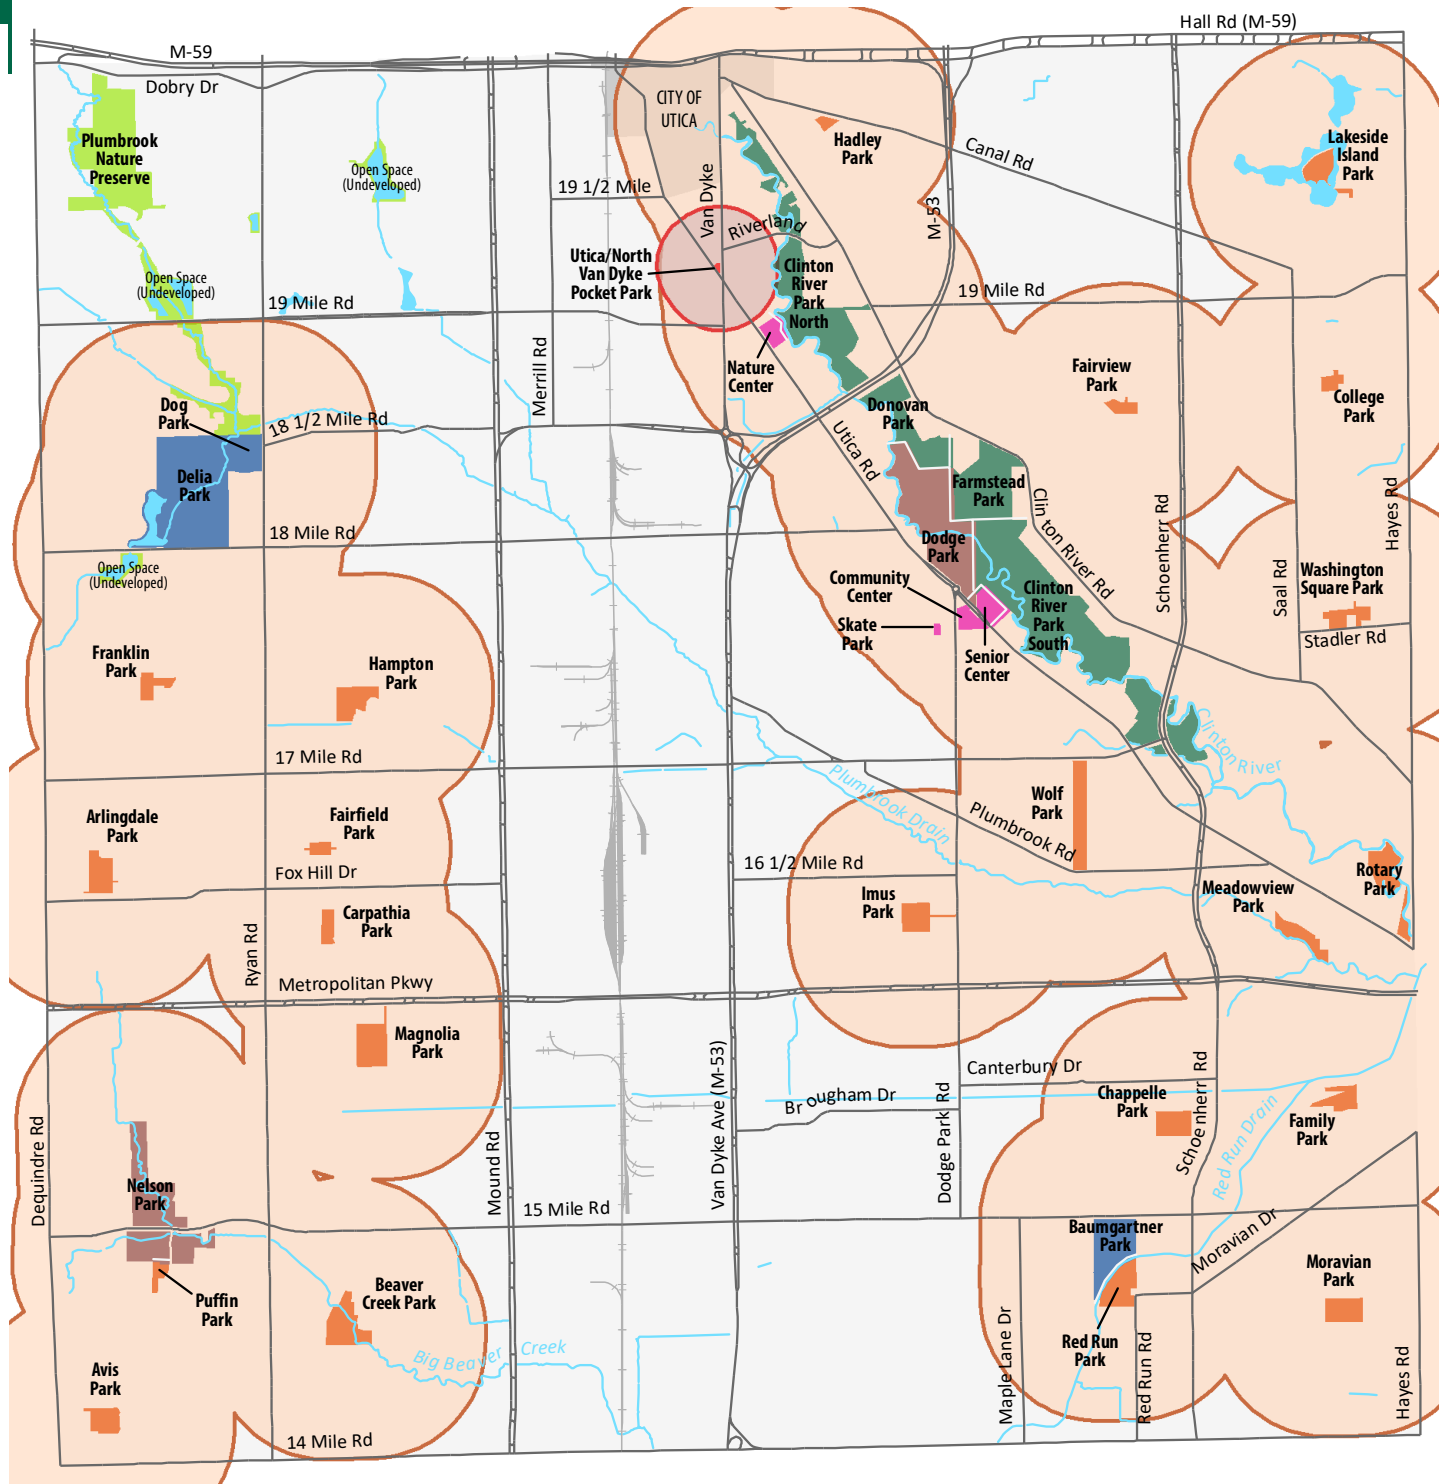 Hall Rd (M-59)
M-59
Dobry Dr
CITY OF
UTICA
Plumbrook
Nature
Preserve
Open Space
(Undeveloped)
Hadley
Park
Canal Rd
Lakeside
Island
Park
19 1/2 Mile
Van Dyke
M-53
Riverland
Utica/North
Van Dyke
Pocket Park
Clinton
River
Park
North
Open Space
(Undeveloped)
19 Mile Rd
19 Mile Rd
Merrill Rd
Nature
Center
Fairview
Park
College
Park
Dog
Park
18 1/2 Mile Rd
Donovan
Park
Utica Rd
Delia
Park
Farmstead
Park
Clinton River Rd
Schoenherr Rd
Hayes Rd
18 Mile Rd
Dodge
Park
Open Space
(Undeveloped)
Community
Center
Clinton
River
Park
South
Saal Rd
Washington
Square Park
Skate
Park
Stadler Rd
Senior
Center
Franklin
Park
Hampton
Park
17 Mile Rd
Clinton River
Plumbrook Drain
Wolf
Park
Plumbrook Rd
Arlingdale
Park
Fairfield
Park
Fox Hill Dr
16 1/2 Mile Rd
Imus
Park
Meadowview
Park
Rotary
Park
Carpathia
Park
Ryan Rd
Metropolitan Pkwy
Magnolia
Park
Van Dyke Ave (M-53)
Canterbury Dr
Brougham Dr
Dodge Park Rd
Chappelle
Park
Schoenherr Rd
Red Run Drain
Family
Park
Dequindre Rd
Mound Rd
Nelson
Park
15 Mile Rd
Baumgartner
Park
Moravian Dr
Moravian
Park
Puffin
Park
Beaver
Creek Park
Big Beaver Creek
Red Run
Park
Maple Lane Dr
Red Run Rd
Hayes Rd
Avis
Park
14 Mile Rd